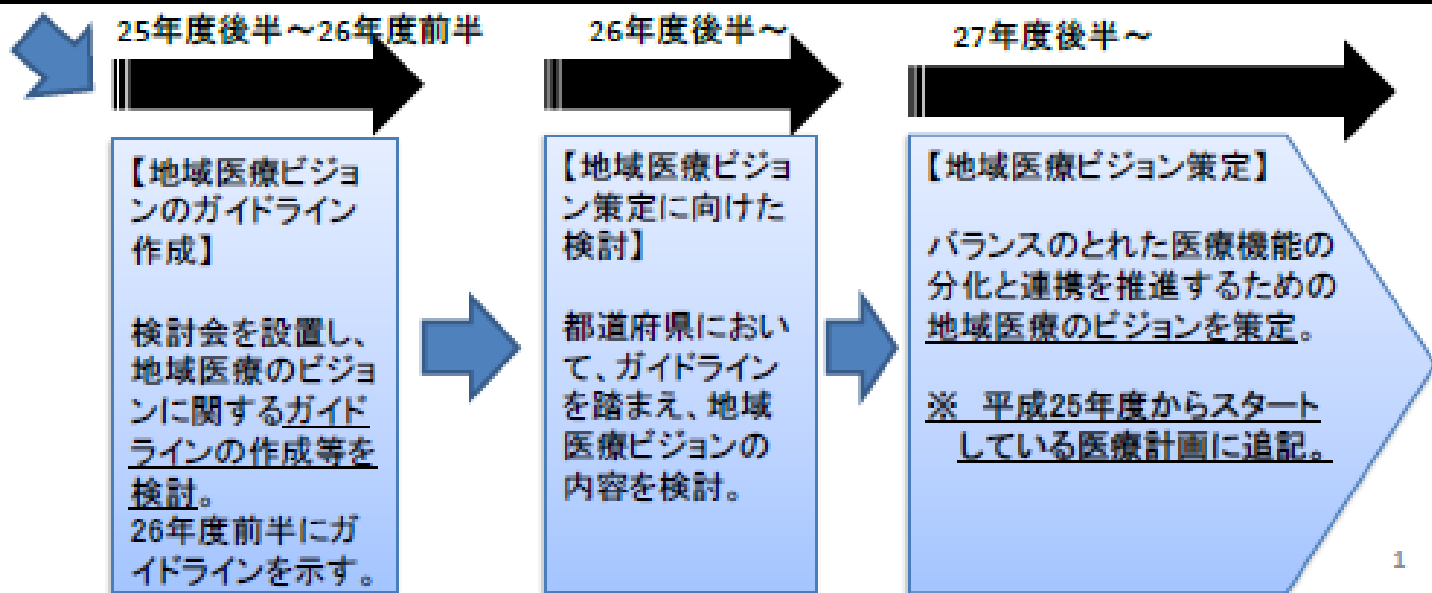 25年度後半～26年度前半
26年度後半～
27年度後半～
【地域医療ビジョ
ンのガイドライン
作成】
検討会を設置し、
地域医療のビジョ
ンに関するガイド
ラインの作成等を
検討。
26年度前半にガ
イドラインを示す。
【地域医療ビジョ
ン策定に向けた
検討】
都道府県におい
て、ガイドライン
を踏まえ、地域
医療ビジョンの
内容を検討。
【地域医療ビジョン策定】
バランスのとれた医療機能の
分化と連携を推進するための
地域医療のビジョンを策定。
※　平成25年度からスタート
している医療計画に追記。
1